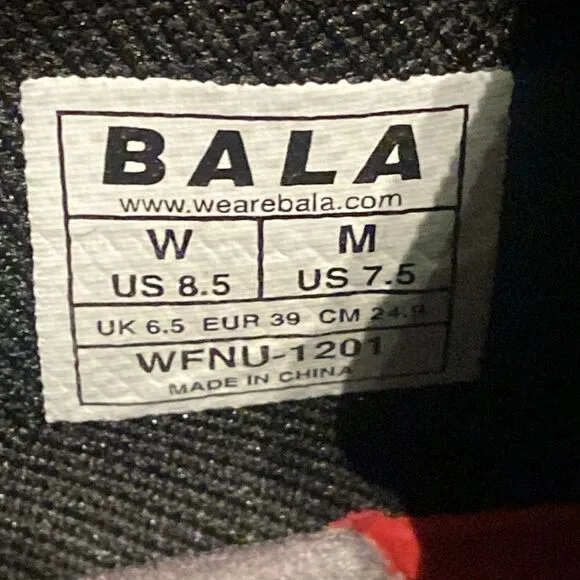 BALA
www.wearebala.com
W M
US 8.5 US 7.5
UK 6.5 EUR 39 CM 24.9
WFNU-1201
MADE IN CHINA